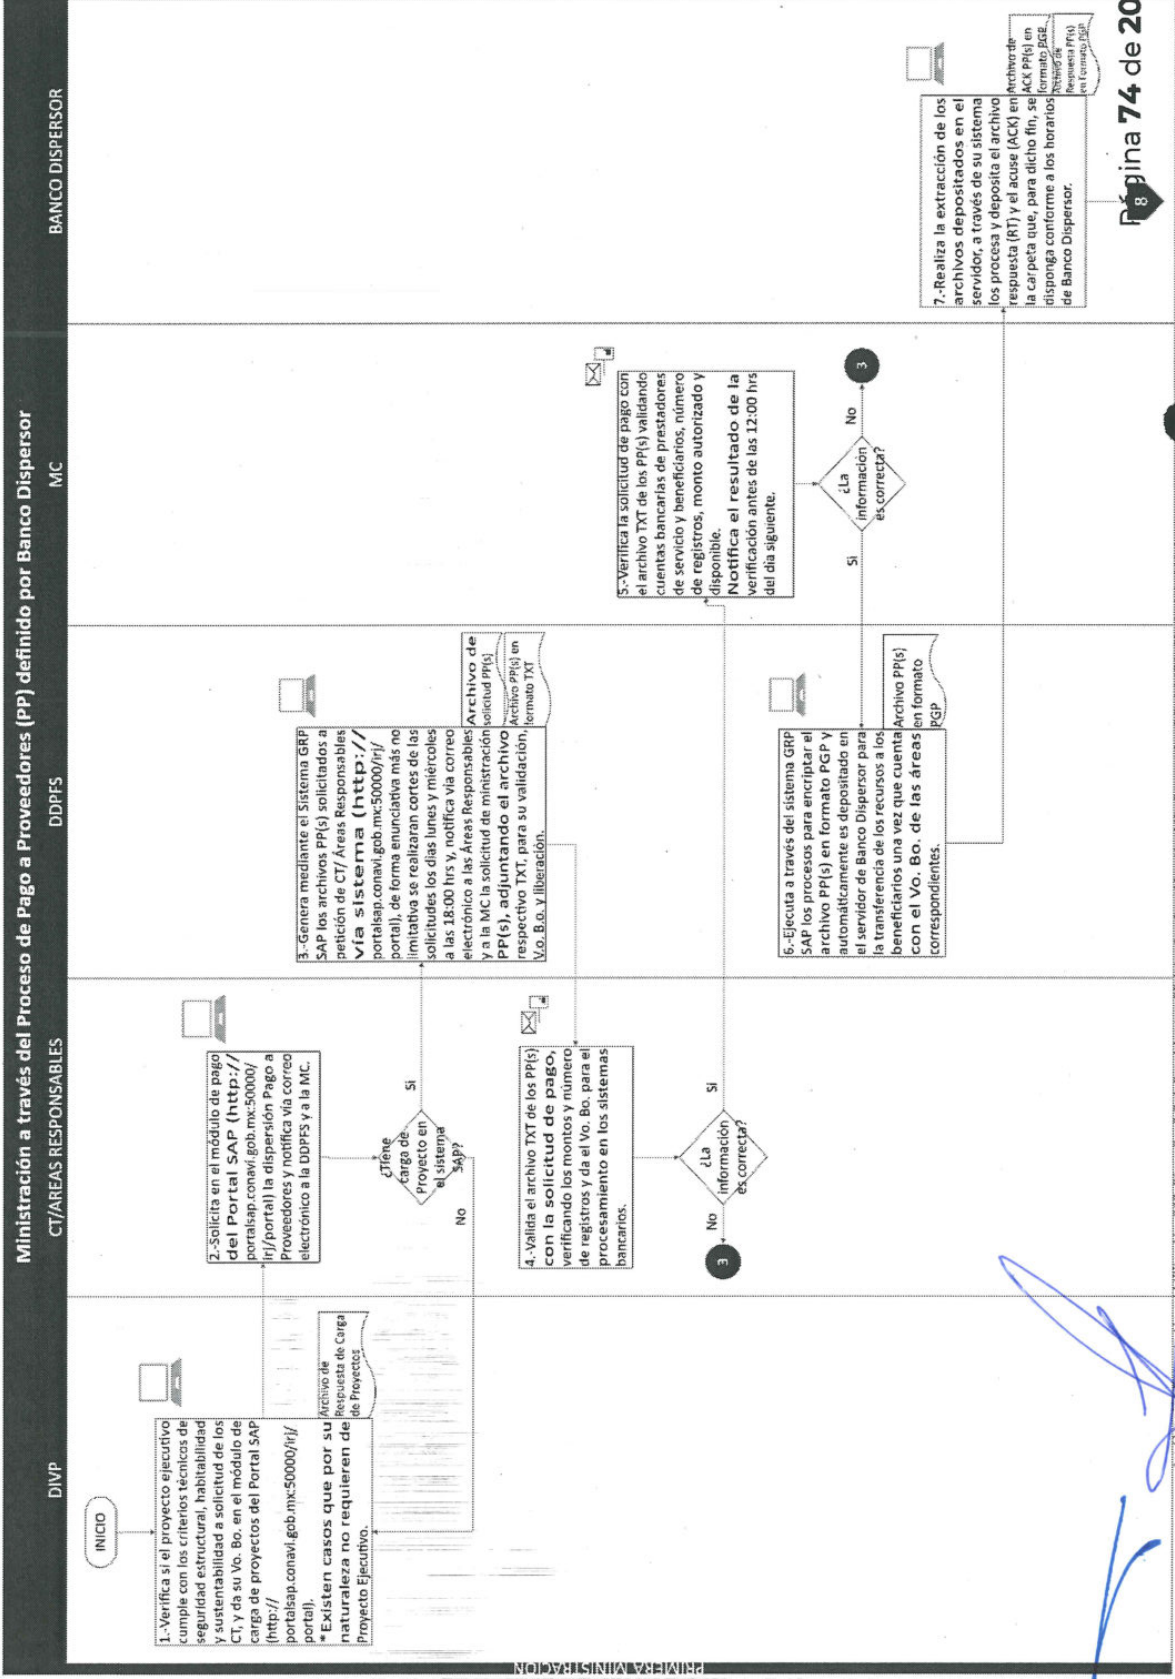 Ministración a través del Proceso de Pago a Proveedores (PP) definido por Banco Dispersor
DIVP
CT/AREAS RESPONSABLES
DDPFS
MC
BANCO DISPERSOR
PRIMERA MINISTRACION
INICIO
1.-Verifica si el proyecto ejecutivo
cumple con los criterios técnicos de
seguridad estructural, habitabilidad
y sustentabilidad a solicitud de los
CT, y da su Vo. Bo. en el módulo de
carga de proyectos del Portal SAP
(http://
portalsap.conavi.gob.mx:50000/irj/
portal).
*Existen casos que por su
naturaleza no requieren de
Proyecto Ejecutivo.
Archivo de
Respuesta de Carga
de Proyectos
2.-Solicita en el módulo de pago
del Portal SAP (http://
portalsap.conavi.gob.mx:50000/
irj/portal) la dispersión Pago a
Proveedores y notifica vía correo
electrónico a la DDPFS y a la MC.
¿Tiene
carga de
Proyecto en
el sistema
SAP?
Si
No
3.-Genera mediante el Sistema GRP
SAP los archivos PP(s) solicitados a
petición de CT/ Áreas Responsables
vía sistema (http://
portalsap.conavi.gob.mx:50000/irj/
portal), de forma enunciativa más no
limitativa se realizaran cortes de las
solicitudes los dias lunes y miércoles
a las 18:00 hrs y, notifica via correo
electrónico a las Áreas Responsables
y a la MC la solicitud de ministración
PP(s), adjuntando el archivo
respectivo TXT, para su validación,
V.o. B.o. y liberación.
Archivo de
solicitud PP(s)
Archivo PP(s) en
formato TXT
4.-Valida el archivo TXT de los PP(s)
con la solicitud de pago,
verificando los montos y número
de registros y da el Vo. Bo. para el
procesamiento en los sistemas
bancarios.
¿La
información
es correcta?
Sí
No
3
5.-Verifica la solicitud de pago con
el archivo TXT de los PP(s) validando
cuentas bancarias de prestadores
de servicio y beneficiarios, número
de registros, monto autorizado y
disponible.
Notifica el resultado de la
verificación antes de las 12:00 hrs
del dia siguiente.
¿La
información
es correcta?
Si
No
3
6.-Ejecuta a través del sistema GRP
SAP los procesos para encriptar el
archivo PP(s) en formato PGP y
automáticamente es depositado en
el servidor de Banco Dispersor para
la transferencia de los recursos a los
beneficiarios una vez que cuenta
con el Vo. Bo. de las áreas
correspondientes.
Archivo PP(s)
en formato
PGP
7.-Realiza la extracción de los
archivos depositados en el
servidor, a través de su sistema
los procesa y deposita el archivo
respuesta (RT) y el acuse (ACK) en
la carpeta que, para dicho fin, se
disponga conforme a los horarios
de Banco Dispersor.
Archivo de
ACK PP(s) en
formato PGP
Archivo de
Respuesta PP(s)
en Formato PGP
8
Página 74 de 20